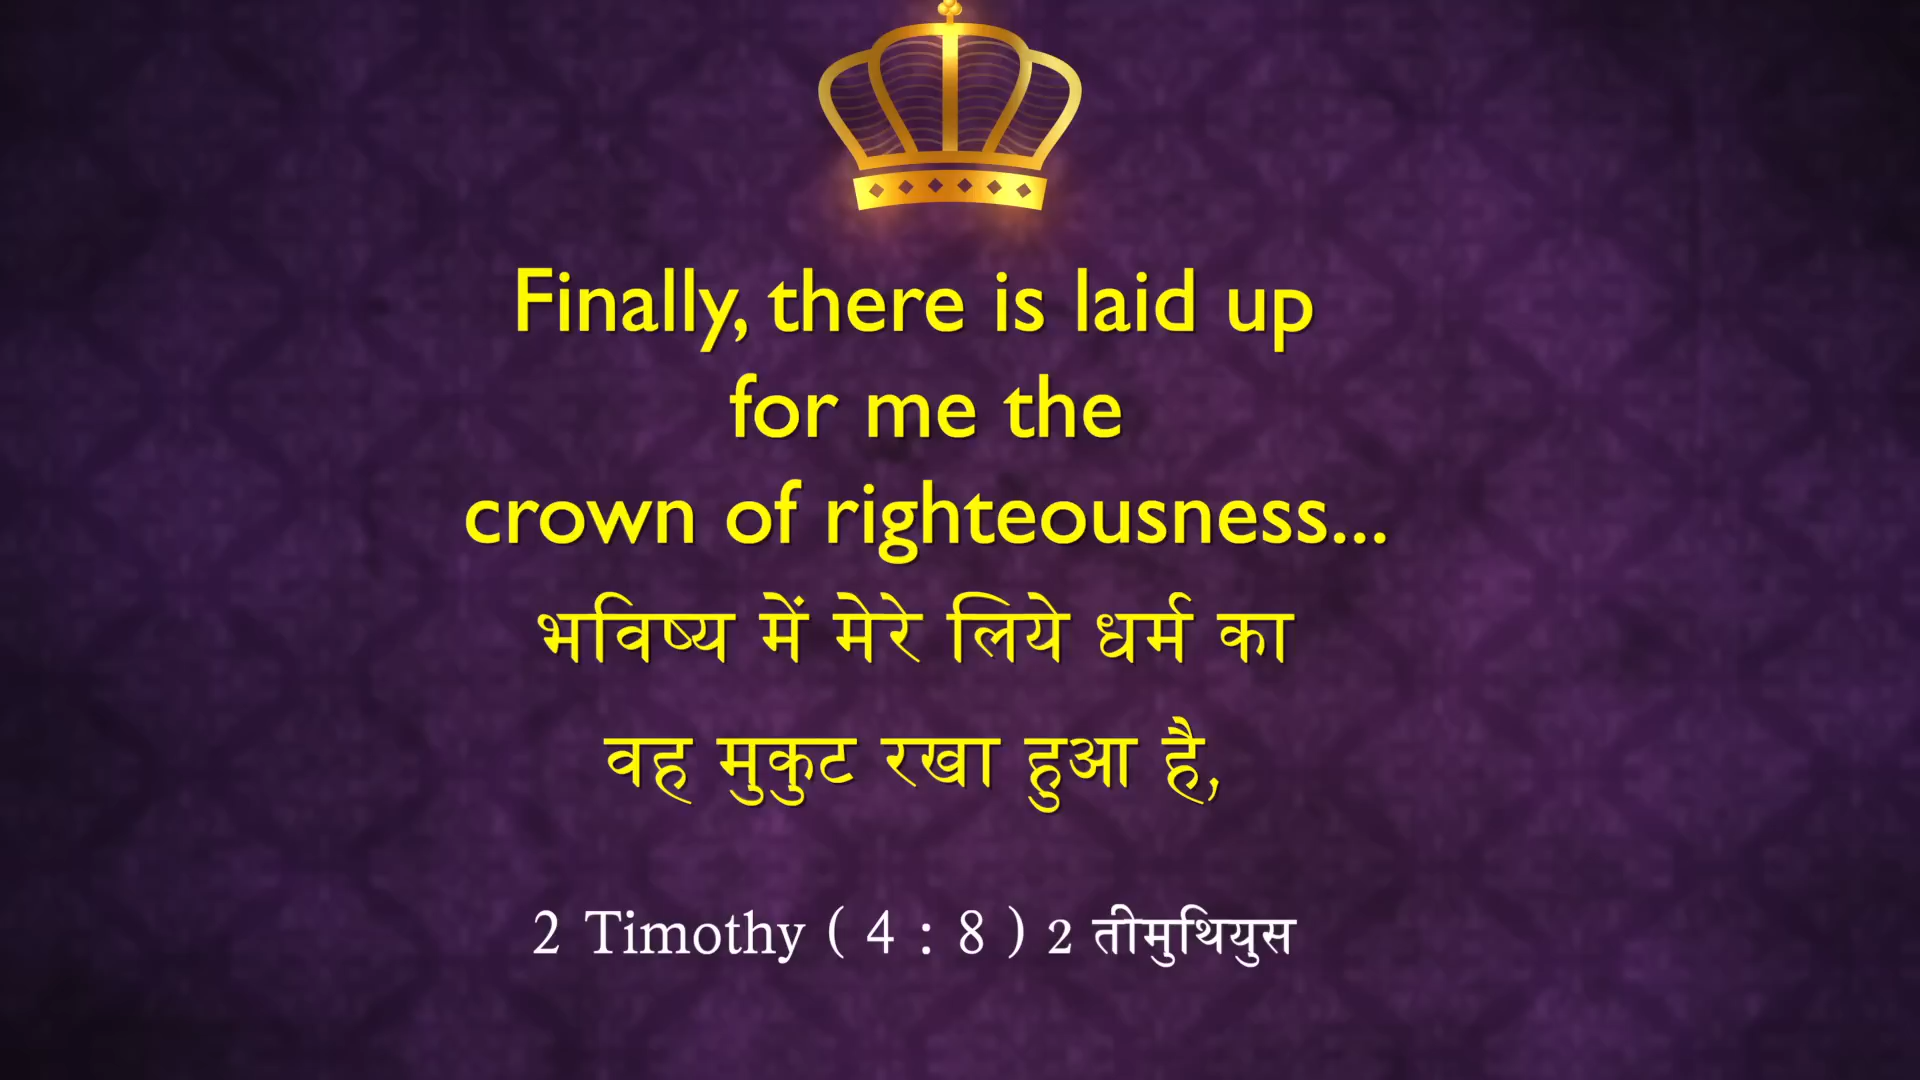 Finally, there is laid up
for me the
crown of righteousness...
भविष्य में मेरे लिये धर्म का
वह मुकुट रखा हुआ है,
2 Timothy ( 4 : 8 ) 2 तीमुथियुस